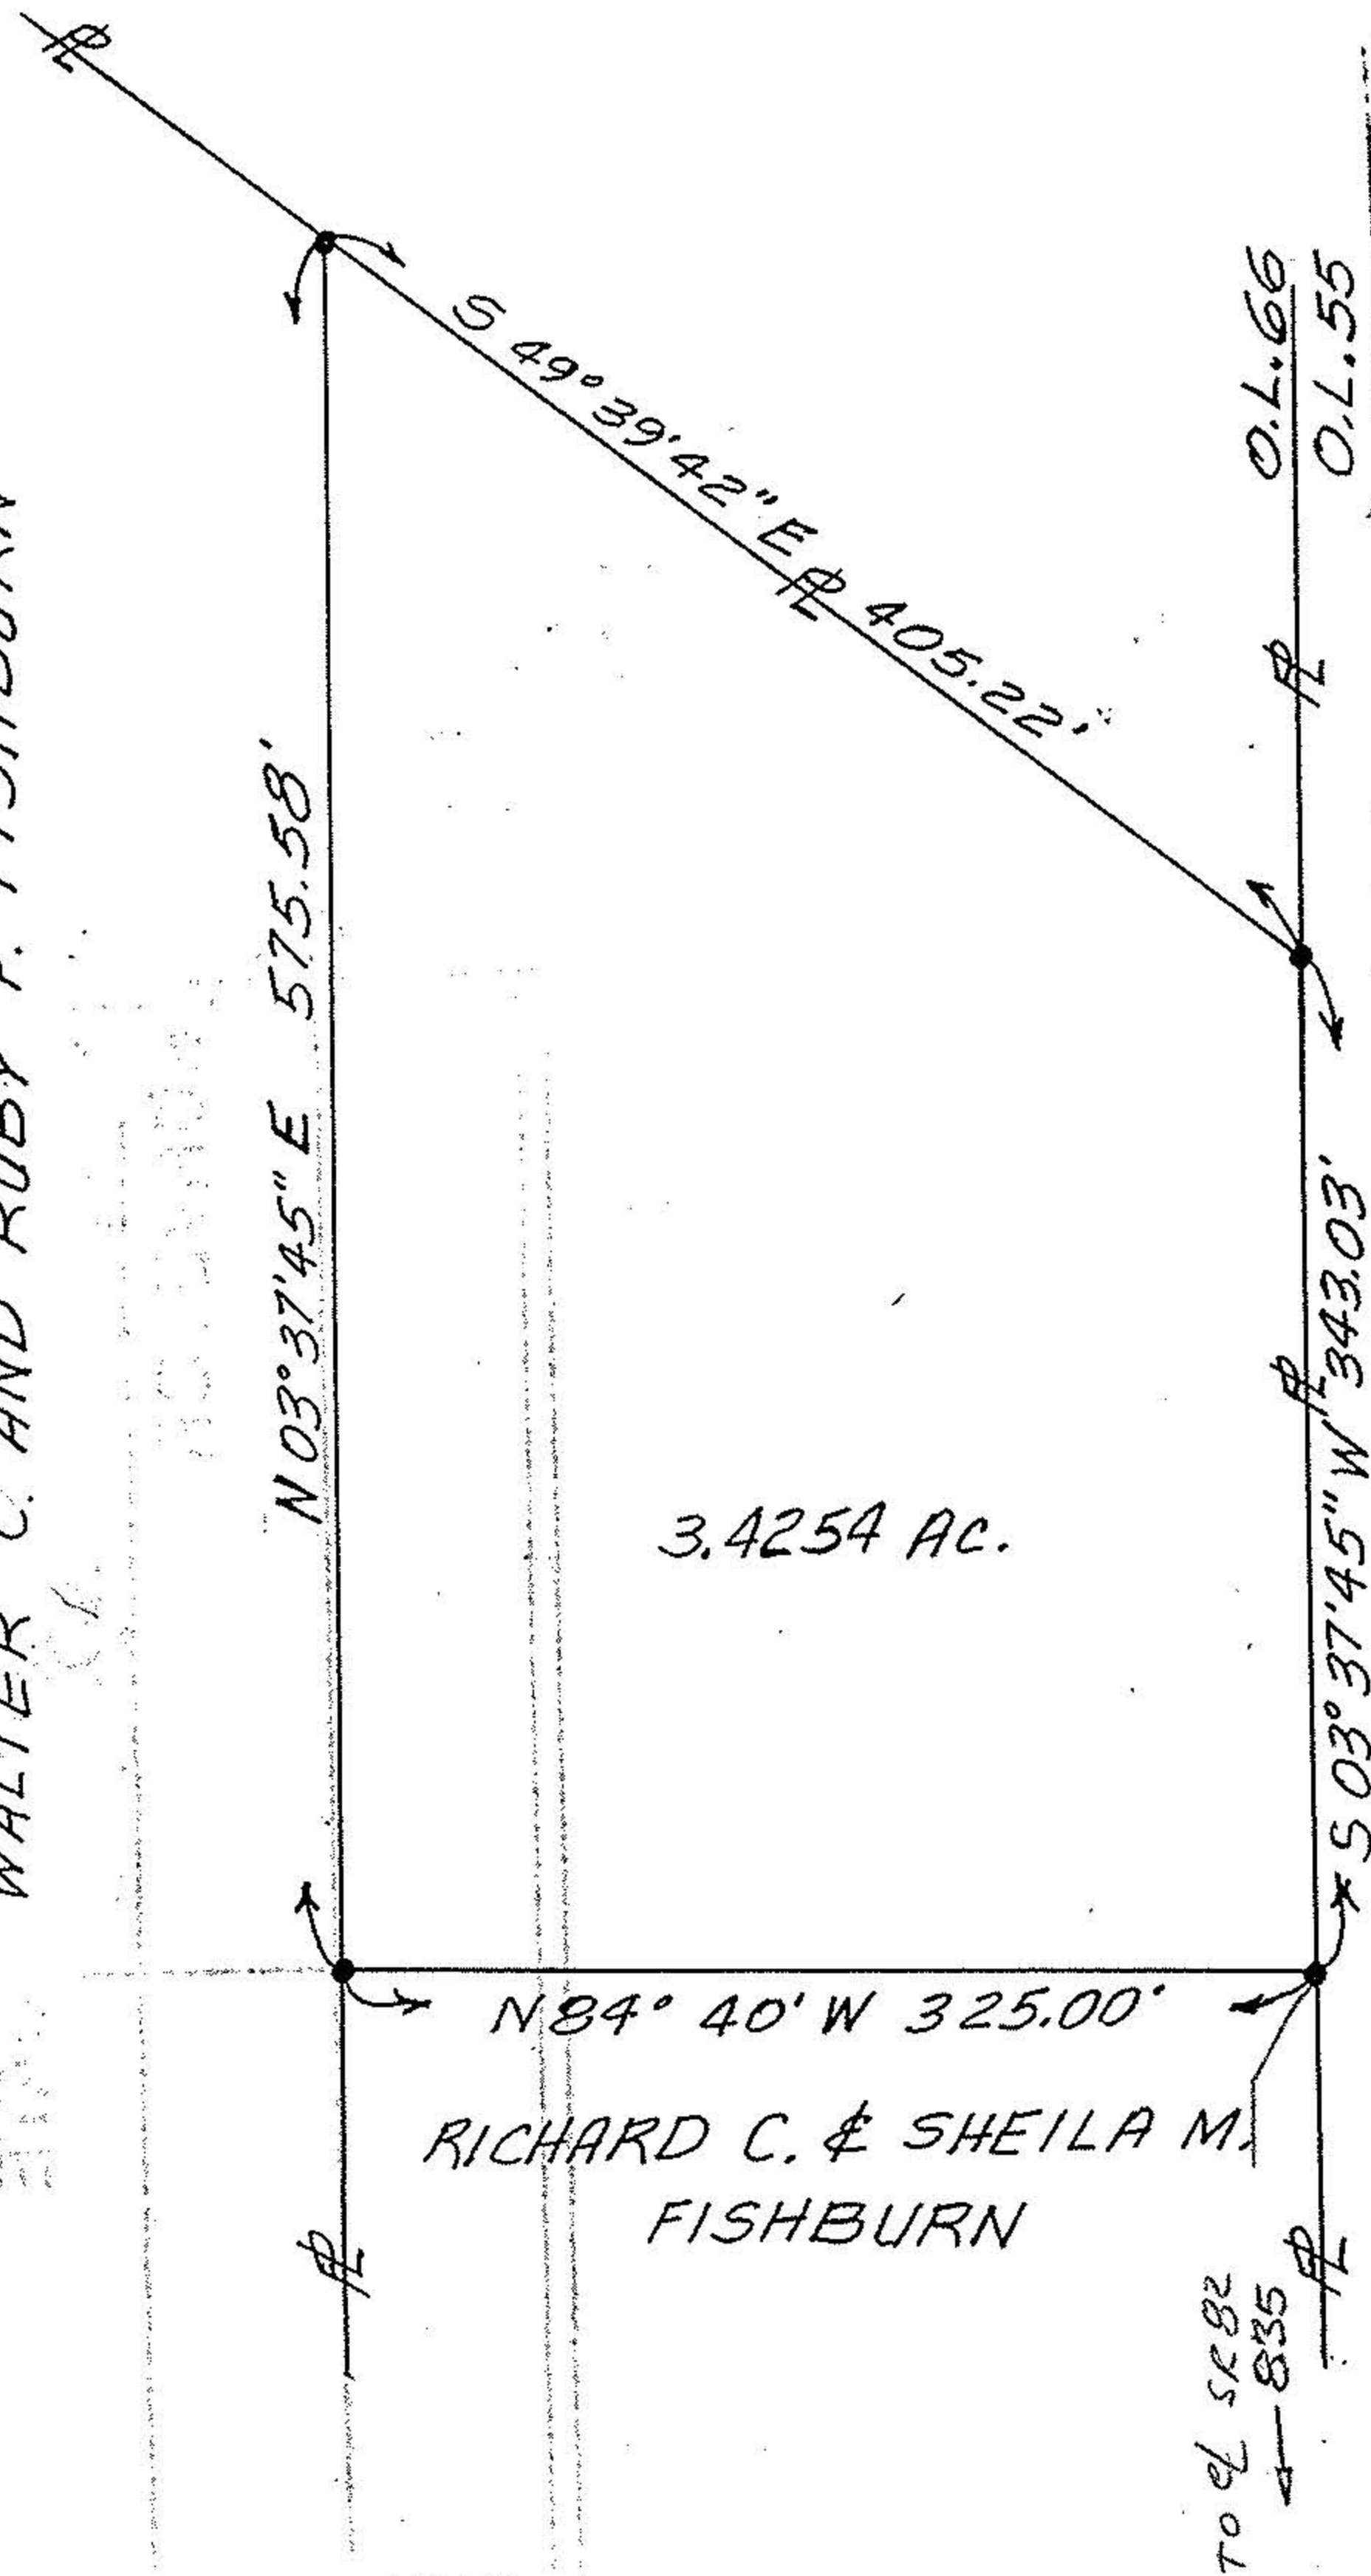 WALTER C. AND RUBY F. FISHBURN
N 03° 37' 45" E 575.58'
S 49° 39' 42" E ⅊ 405.22'
O.L. 66
O.L. 55
3.4254 AC.
S 03° 37' 45" W 343.03'
N 84° 40' W 325.00'
RICHARD C. & SHEILA M.
FISHBURN
TO ℄ SR 82
← 835